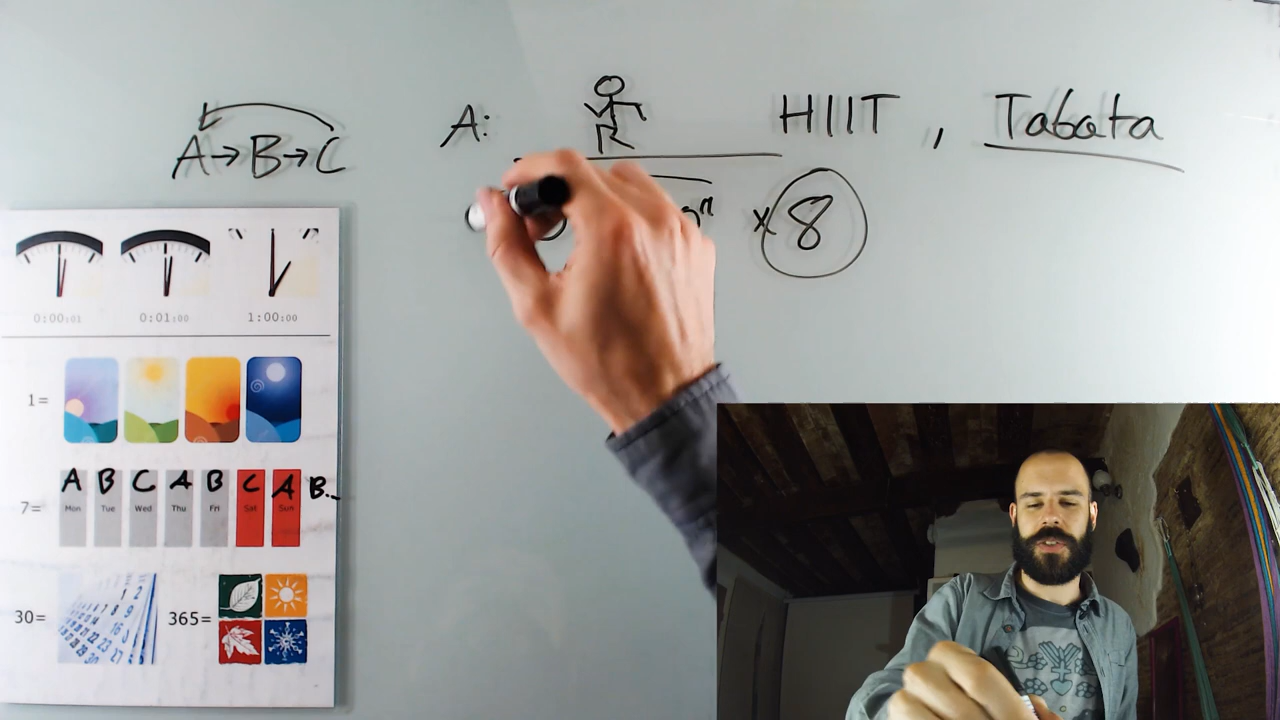 A: HIIT , Tabata
A→B→C
x 8
0:00:01 0:01:00 1:00:00
1=
A B C A B C A B...
7= Mon Tue Wed Thu Fri Sat Sun
30= 365=